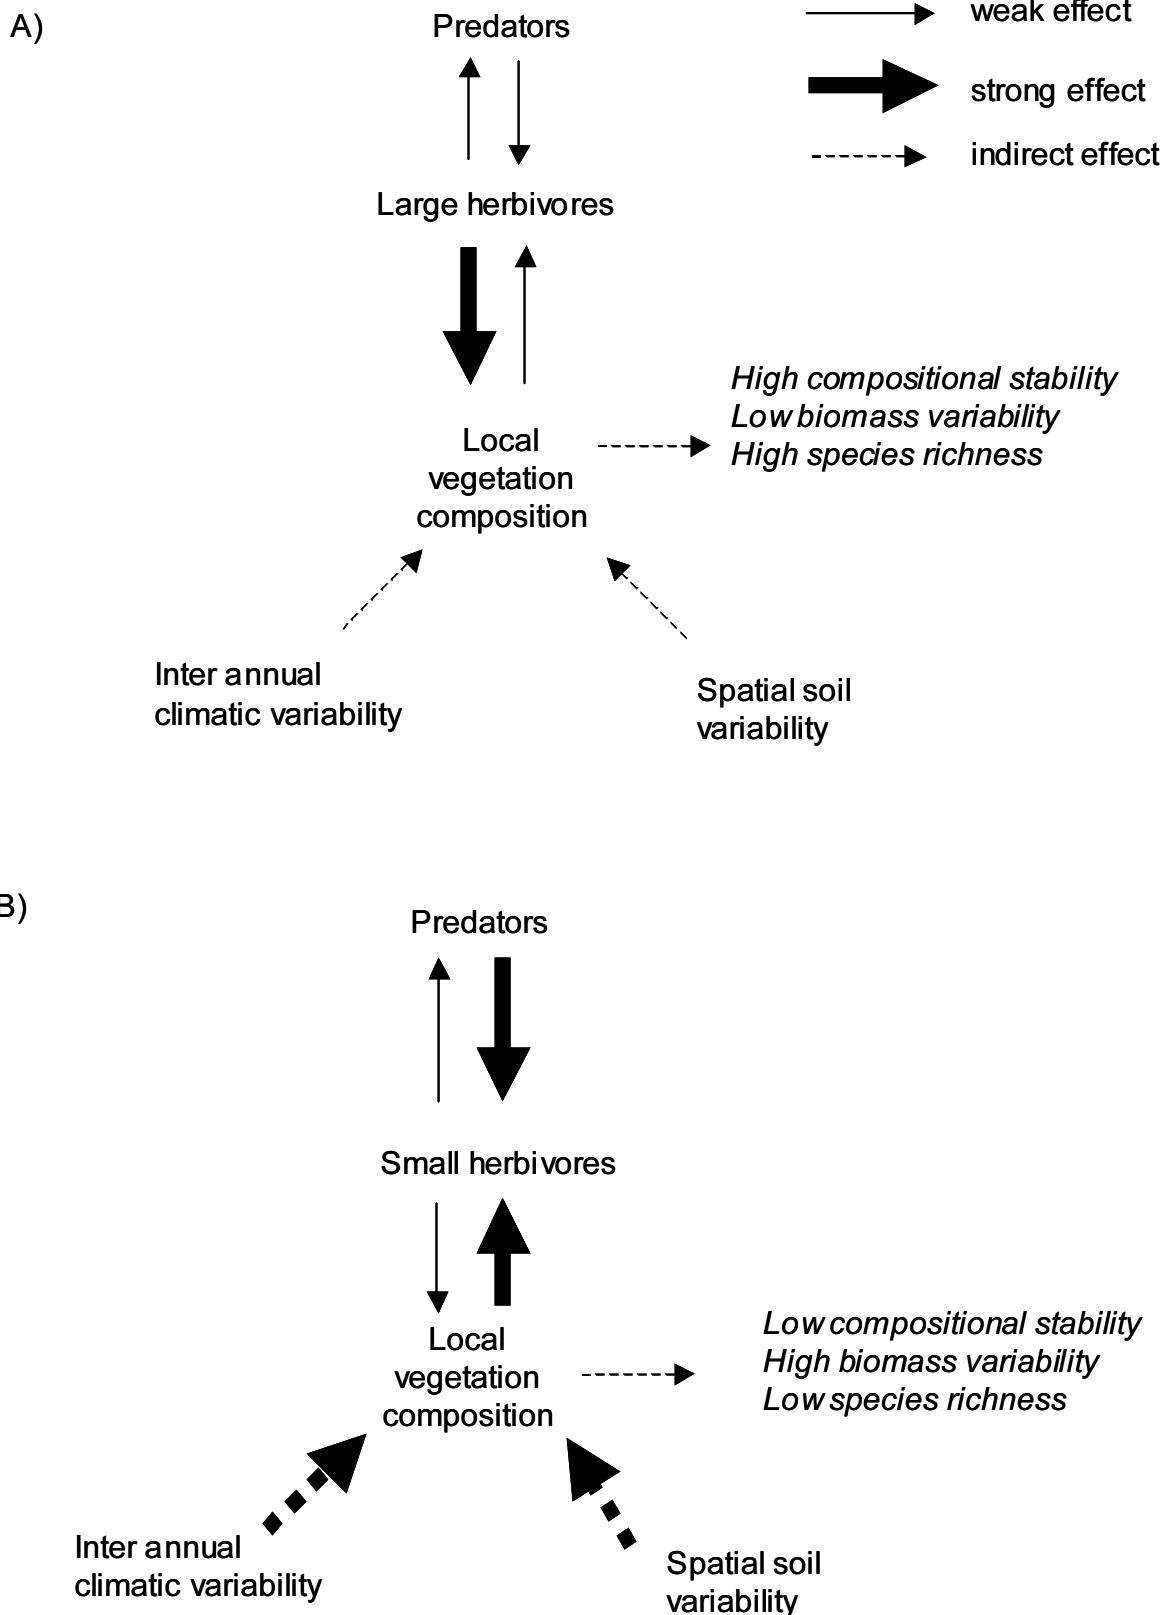 A)
Predators
weak effect
strong effect
indirect effect
Large herbivores
High compositional stability
Low biomass variability
High species richness
Local
vegetation
composition
Inter annual
climatic variability
Spatial soil
variability
B)
Predators
Small herbivores
Low compositional stability
High biomass variability
Low species richness
Local
vegetation
composition
Inter annual
climatic variability
Spatial soil
variability